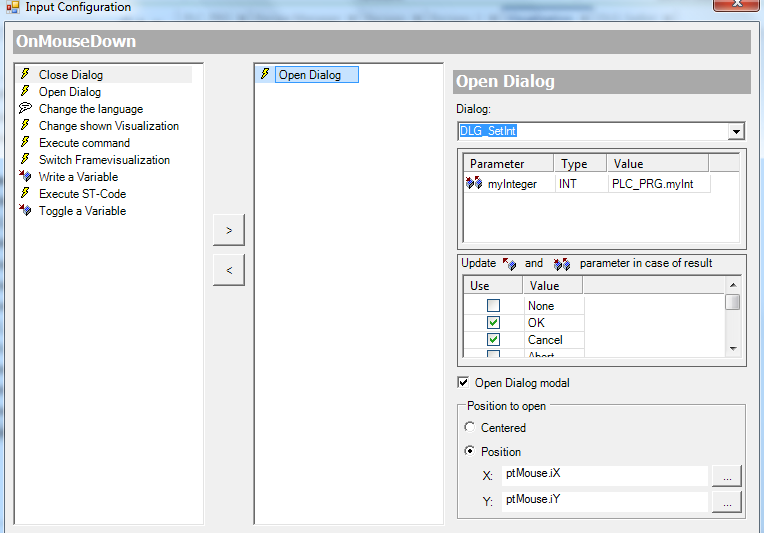 Input Configuration
X
OnMouseDown
Close Dialog
Open Dialog
Change the language
Change shown Visualization
Execute command
Switch Framevisualization
Write a Variable
Execute ST-Code
Toggle a Variable
>
<
Open Dialog
Open Dialog
Dialog:
DLG_SetInt
Parameter Type Value
myInteger INT PLC_PRG.myInt
Update and parameter in case of result
Use Value
None
OK
Cancel
Abort
Open Dialog modal
Position to open
Centered
Position
X: ptMouse.iX ...
Y: ptMouse.iY ...